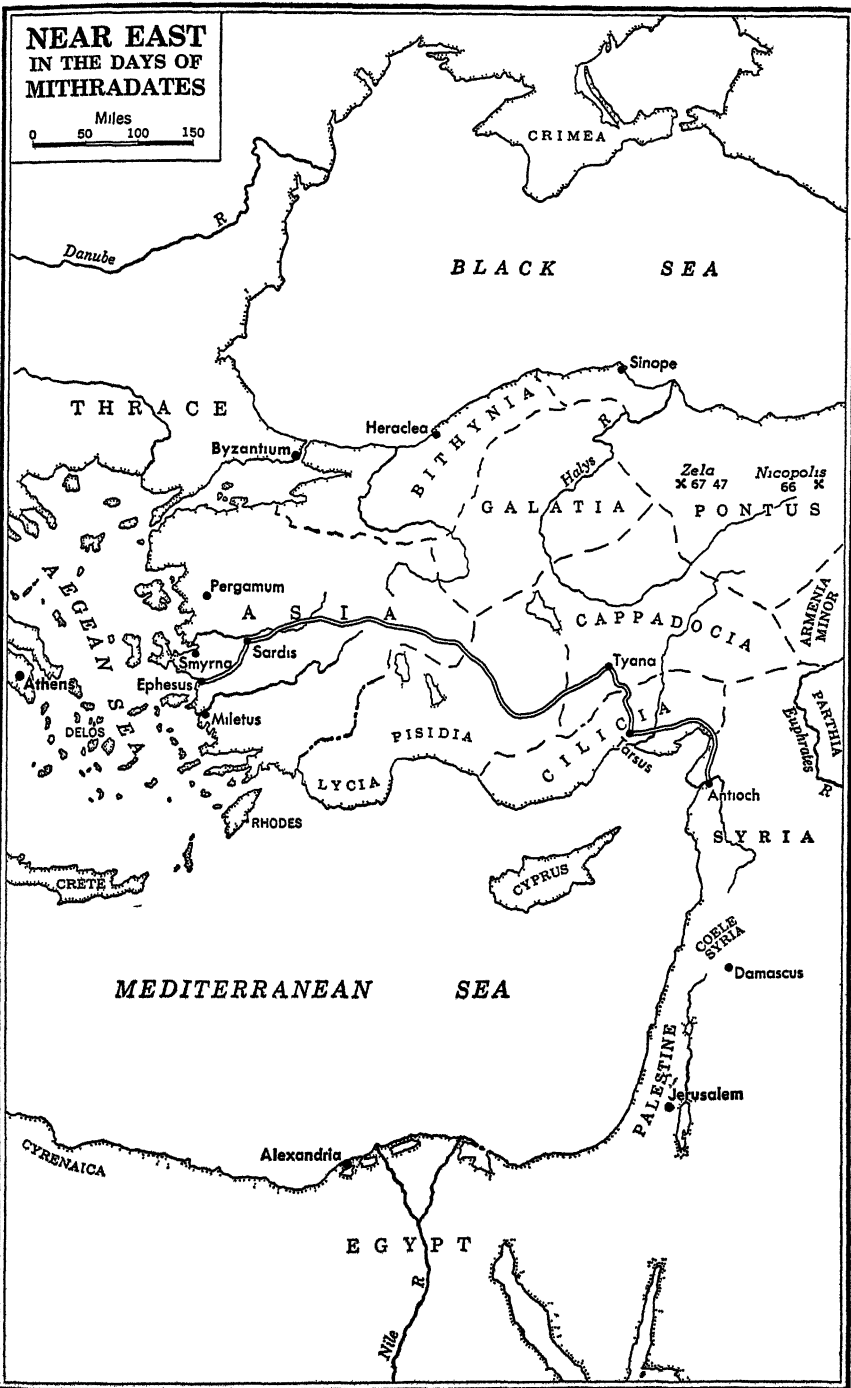 NEAR EAST
IN THE DAYS OF
MITHRADATES
Miles
0 50 100 150
CRIMEA
R
Danube
BLACK SEA
Sinope
THRACE
Heraclea
BITHYNIA
R
Byzantium
Halys
Zela
67 47
Nicopolis
66
GALATIA
PONTUS
AEGEAN SEA
Pergamum
ASIA
CAPPADOCIA
ARMENIA
MINOR
Smyrna
Sardis
Tyana
Athens
Ephesus
PARTHIA
Euphrates
R
Miletus
DELOS
PISIDIA
CILICIA
Tarsus
LYCIA
Antioch
RHODES
SYRIA
CRETE
CYPRUS
COELE
SYRIA
Damascus
MEDITERRANEAN SEA
PALESTINE
Jerusalem
Alexandria
CYRENAICA
EGYPT
R
Nile